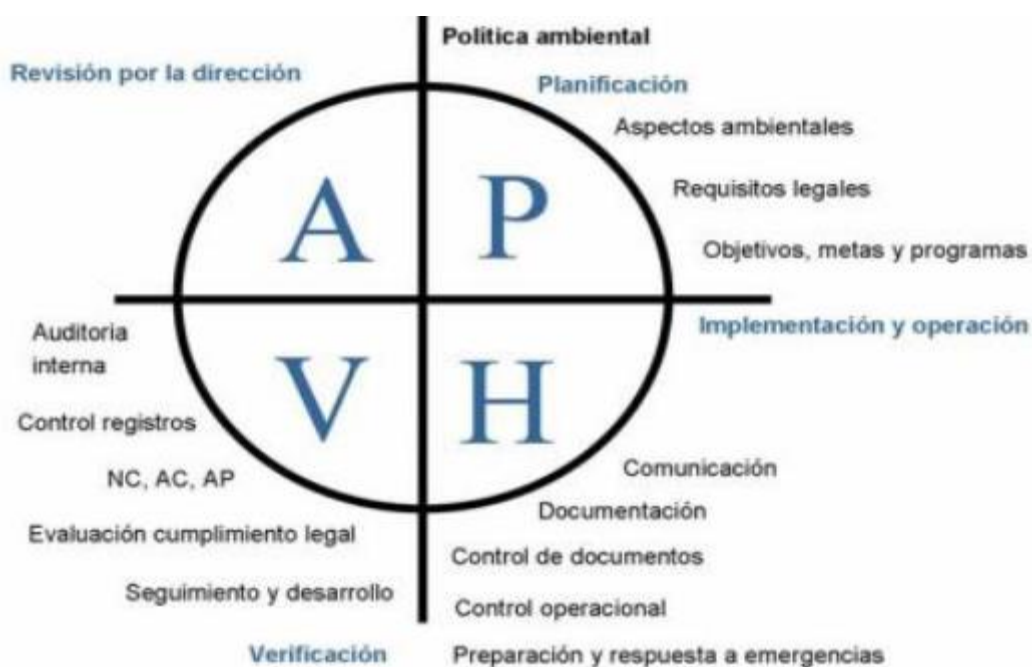 Política ambiental
Revisión por la dirección
Planificación
Aspectos ambientales
Requisitos legales
Objetivos, metas y programas
A
P
V
H
Implementación y operación
Comunicación
Documentación
Control de documentos
Control operacional
Preparación y respuesta a emergencias
Auditoria
interna
Control registros
NC, AC, AP
Evaluación cumplimiento legal
Seguimiento y desarrollo
Verificación